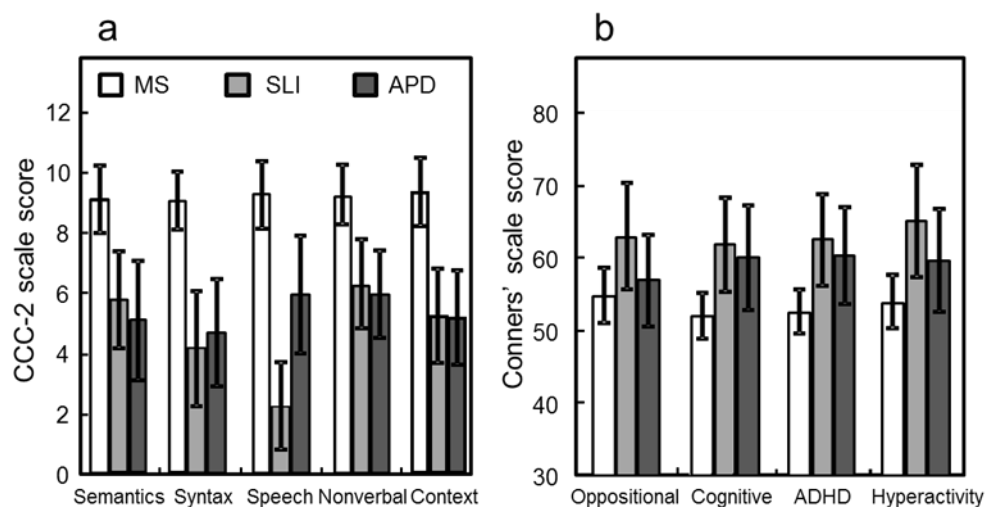 a
MS SLI APD
CCC-2 scale score
12
10
8
6
4
2
0
Semantics Syntax Speech Nonverbal Context
b
Conners' scale score
80
70
60
50
40
30
Oppositional Cognitive ADHD Hyperactivity